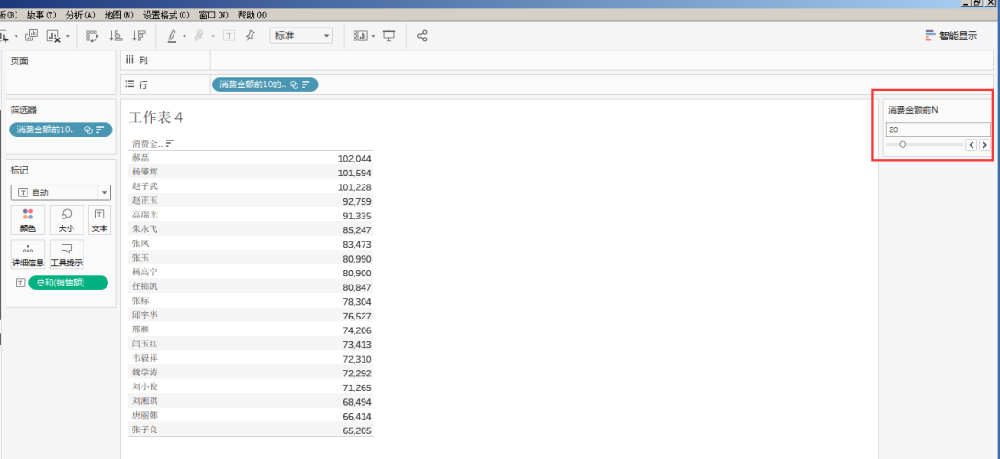 板(B) 故事(T) 分析(A) 地图(M) 设置格式(O) 窗口(N) 帮助(H)
标准
智能显示
页面
列
行
消费金额前10的..
筛选器
消费金额前10..
标记
自动
颜色
大小
文本
详细信息
工具提示
总和(销售额)
工作表 4
消费金..
郝磊 102,044
杨肇辉 101,594
赵子武 101,228
赵正玉 92,759
高瑞光 91,335
朱永飞 85,247
张凤 83,473
张玉 80,990
杨高宁 80,900
任锦凯 80,847
张标 78,304
邱宇华 76,527
邢雁 74,206
闫玉红 73,413
韦毅祥 72,310
魏学涛 72,292
刘小俊 71,265
刘湘琪 68,494
唐丽娜 66,414
张子良 65,205
消费金额前N
20